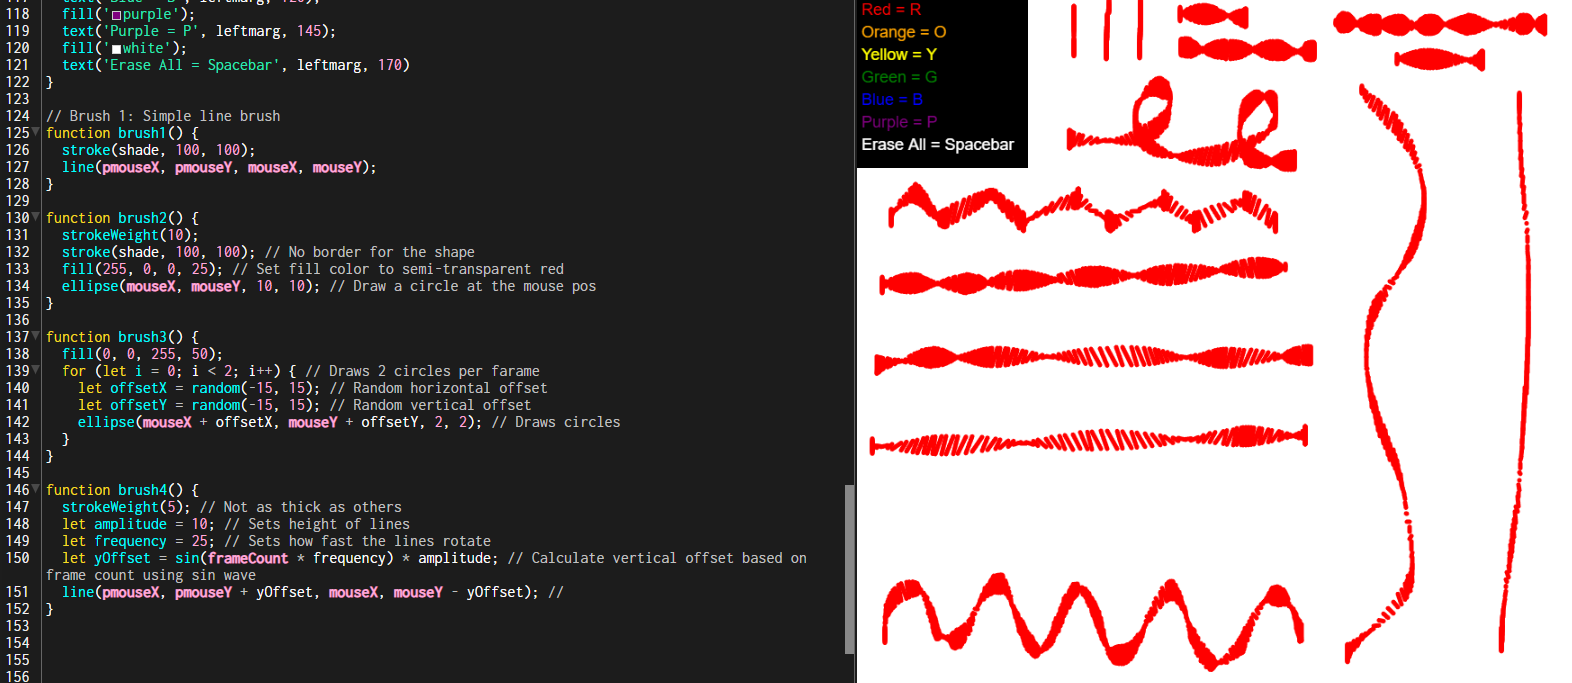 118 fill('purple');
119 text('Purple = P', leftmarg, 145);
120 fill('white');
121 text('Erase All = Spacebar', leftmarg, 170)
122 }
123
124 // Brush 1: Simple line brush
125 function brush1() {
126 stroke(shade, 100, 100);
127 line(pmouseX, pmouseY, mouseX, mouseY);
128 }
129
130 function brush2() {
131 strokeWeight(10);
132 stroke(shade, 100, 100); // No border for the shape
133 fill(255, 0, 0, 25); // Set fill color to semi-transparent red
134 ellipse(mouseX, mouseY, 10, 10); // Draw a circle at the mouse pos
135 }
136
137 function brush3() {
138 fill(0, 0, 255, 50);
139 for (let i = 0; i < 2; i++) { // Draws 2 circles per farame
140 let offsetX = random(-15, 15); // Random horizontal offset
141 let offsetY = random(-15, 15); // Random vertical offset
142 ellipse(mouseX + offsetX, mouseY + offsetY, 2, 2); // Draws circles
143 }
144 }
145
146 function brush4() {
147 strokeWeight(5); // Not as thick as others
148 let amplitude = 10; // Sets height of lines
149 let frequency = 25; // Sets how fast the lines rotate
150 let yOffset = sin(frameCount * frequency) * amplitude; // Calculate vertical offset based on
frame count using sin wave
151 line(pmouseX, pmouseY + yOffset, mouseX, mouseY - yOffset); //
152 }
153
154
155
156
Red = R
Orange = O
Yellow = Y
Green = G
Blue = B
Purple = P
Erase All = Spacebar